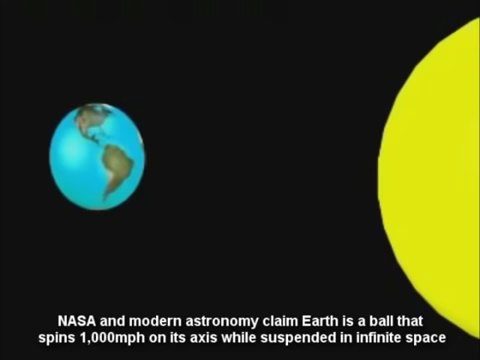 NASA and modern astronomy claim Earth is a ball that
spins 1,000mph on its axis while suspended in infinite space